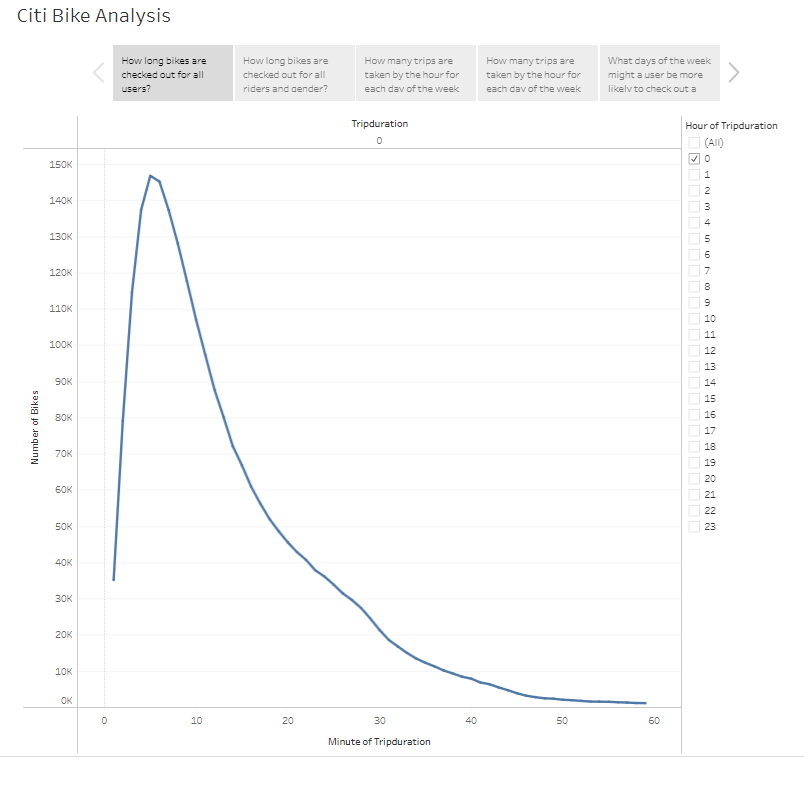 Citi Bike Analysis
How long bikes are
checked out for all
users?
How long bikes are
checked out for all
riders and gender?
How many trips are
taken by the hour for
each day of the week
How many trips are
taken by the hour for
each day of the week
What days of the week
might a user be more
likely to check out a
Tripduration
0
Hour of Tripduration
(All)
0
1
2
3
4
5
6
7
8
9
10
11
12
13
14
15
16
17
18
19
20
21
22
23
Number of Bikes
150K
140K
130K
120K
110K
100K
90K
80K
70K
60K
50K
40K
30K
20K
10K
0K
0
10
20
30
40
50
60
Minute of Tripduration